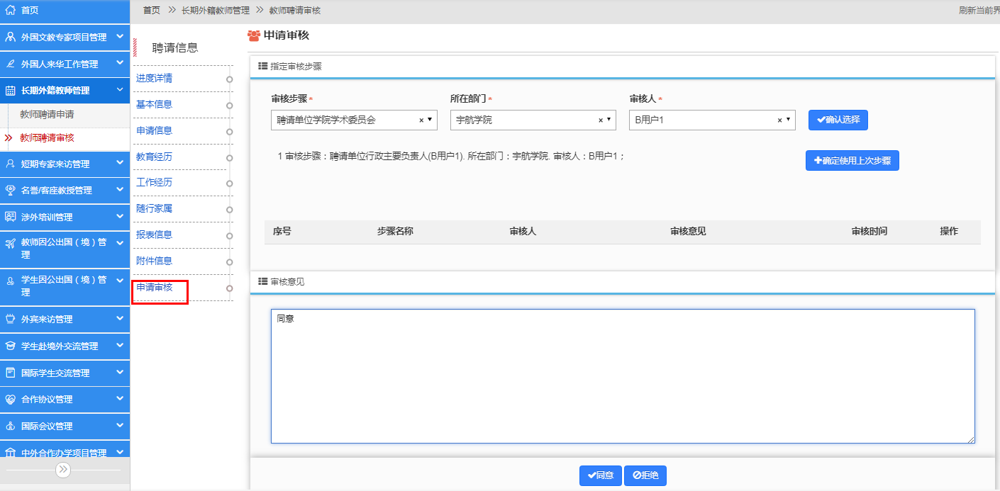 首页
外国文教专家项目管理
外国人来华工作管理
长期外籍教师管理
教师聘请申请
教师聘请审核
短期专家来访管理
名誉/客座教授管理
涉外培训管理
教师因公出国（境）管
理
学生因公出国（境）管
理
外宾来访管理
学生赴境外交流管理
国际学生交流管理
合作协议管理
国际会议管理
中外合作办学项目管理
首页 长期外籍教师管理 教师聘请审核
刷新当前界
聘请信息
进度详情
基本信息
申请信息
教育经历
工作经历
随行家属
报表信息
附件信息
申请审核
申请审核
指定审核步骤
审核步骤* 所在部门* 审核人*
聘请单位学院学术委员会 × 宇航学院 × B用户1 × 确认选择
1 审核步骤：聘请单位行政主要负责人(B用户1). 所在部门：宇航学院. 审核人：B用户1； 确定使用上次步骤
序号 步骤名称 审核人 审核意见 审核时间 操作
审核意见
同意
同意 拒绝